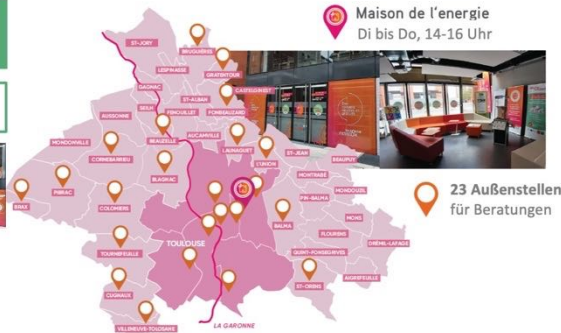 Maison de l'energie
Di bis Do, 14-16 Uhr
23 Außenstellen
für Beratungen
ST-JORY
BRUGUIÈRES
LESPINASSE
GRATENTOUR
GAGNAC
CASTELGINEST
ST-ALBAN
SEILH
FENOUILLET
FONBEAUZARD
AUSSONNE
AUCAMVILLE
MONDONVILLE
BEAUZELLE
LAUNAGUET
ST-JEAN
CORNEBARRIEU
L'UNION
BEAUPUY
BLAGNAC
MONTRABÉ
PIBRAC
MONDOUZIL
BRAX
PIN-BALMA
COLOMIERS
MONS
BALMA
FLOURENS
DRÉMIL-LAFAGE
TOULOUSE
TOURNEFEUILLE
QUINT-FONSEGRIVES
AIGREFEUILLE
ST-ORENS
CUGNAUX
LA GARONNE
VILLENEUVE-TOLOSANE